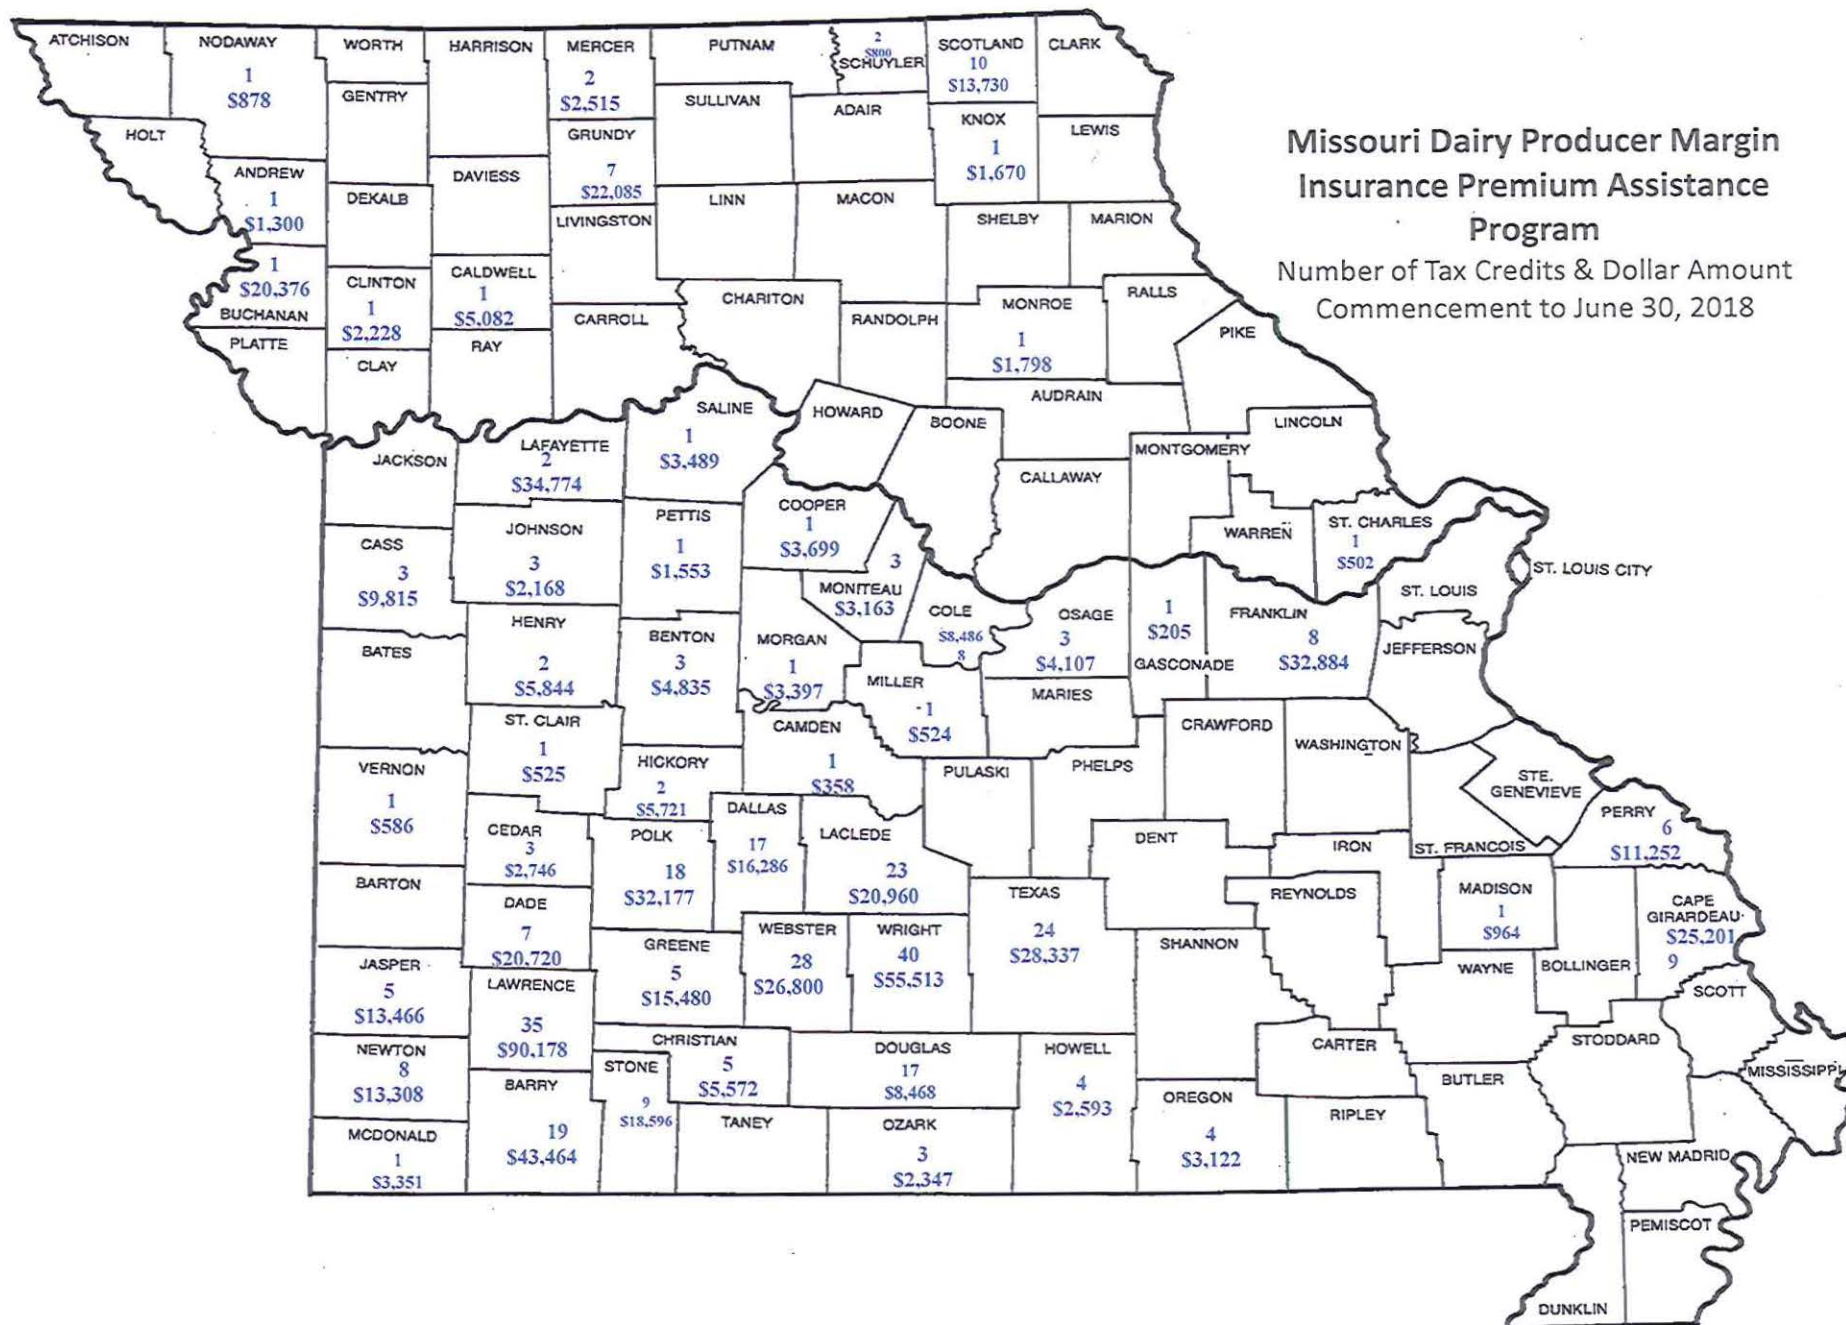 Missouri Dairy Producer Margin
Insurance Premium Assistance
Program
Number of Tax Credits & Dollar Amount
Commencement to June 30, 2018
ATCHISON
NODAWAY
1
$878
WORTH
HARRISON
MERCER
2
$2,515
PUTNAM
2
$800
SCHUYLER
SCOTLAND
10
$13,730
CLARK
HOLT
GENTRY
GRUNDY
7
$22,085
SULLIVAN
ADAIR
KNOX
1
$1,670
LEWIS
ANDREW
1
$1,300
DEKALB
DAVIESS
LIVINGSTON
LINN
MACON
SHELBY
MARION
1
$20,376
BUCHANAN
CLINTON
1
$2,228
CALDWELL
1
$5,082
CARROLL
CHARITON
RANDOLPH
MONROE
1
$1,798
RALLS
PIKE
PLATTE
CLAY
RAY
SALINE
1
$3,489
HOWARD
BOONE
AUDRAIN
LINCOLN
MONTGOMERY
JACKSON
LAFAYETTE
2
$34,774
CALLAWAY
COOPER
1
$3,699
PETTIS
1
$1,553
JOHNSON
3
$2,168
CASS
3
$9,815
WARREN
ST. CHARLES
1
$502
ST. LOUIS CITY
ST. LOUIS
3
MONITEAU
$3,163
COLE
$8,486
8
OSAGE
3
$4,107
1
$205
GASCONADE
FRANKLIN
8
$32,884
JEFFERSON
BATES
HENRY
2
$5,844
BENTON
3
$4,835
MORGAN
1
$3,397
MILLER
1
$524
MARIES
CRAWFORD
WASHINGTON
ST. CLAIR
1
$525
CAMDEN
1
$358
VERNON
1
$586
HICKORY
2
$5,721
PULASKI
PHELPS
STE.
GENEVIEVE
PERRY
6
$11,252
CEDAR
3
$2,746
POLK
18
$32,177
DALLAS
17
$16,286
LACLEDE
23
$20,960
DENT
IRON
ST. FRANCOIS
BARTON
DADE
7
$20,720
TEXAS
24
$28,337
REYNOLDS
MADISON
1
$964
CAPE
GIRARDEAU
$25,201
9
JASPER
5
$13,466
LAWRENCE
35
$90,178
GREENE
5
$15,480
WEBSTER
28
$26,800
WRIGHT
40
$55,513
SHANNON
WAYNE
BOLLINGER
SCOTT
NEWTON
8
$13,308
STONE
9
$18,596
CHRISTIAN
5
$5,572
DOUGLAS
17
$8,468
HOWELL
4
$2,593
CARTER
STODDARD
MISSISSIPPI
BARRY
19
$43,464
BUTLER
MCDONALD
1
$3,351
TANEY
OZARK
3
$2,347
OREGON
4
$3,122
RIPLEY
NEW MADRID
PEMISCOT
DUNKLIN